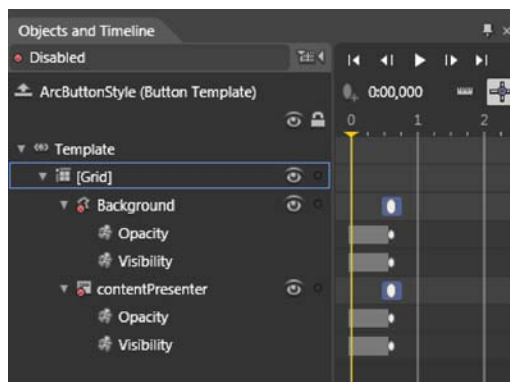 Objects and Timeline
Disabled
ArcButtonStyle (Button Template)
0:00,000
0 1 2
Template
[Grid]
Background
Opacity
Visibility
contentPresenter
Opacity
Visibility